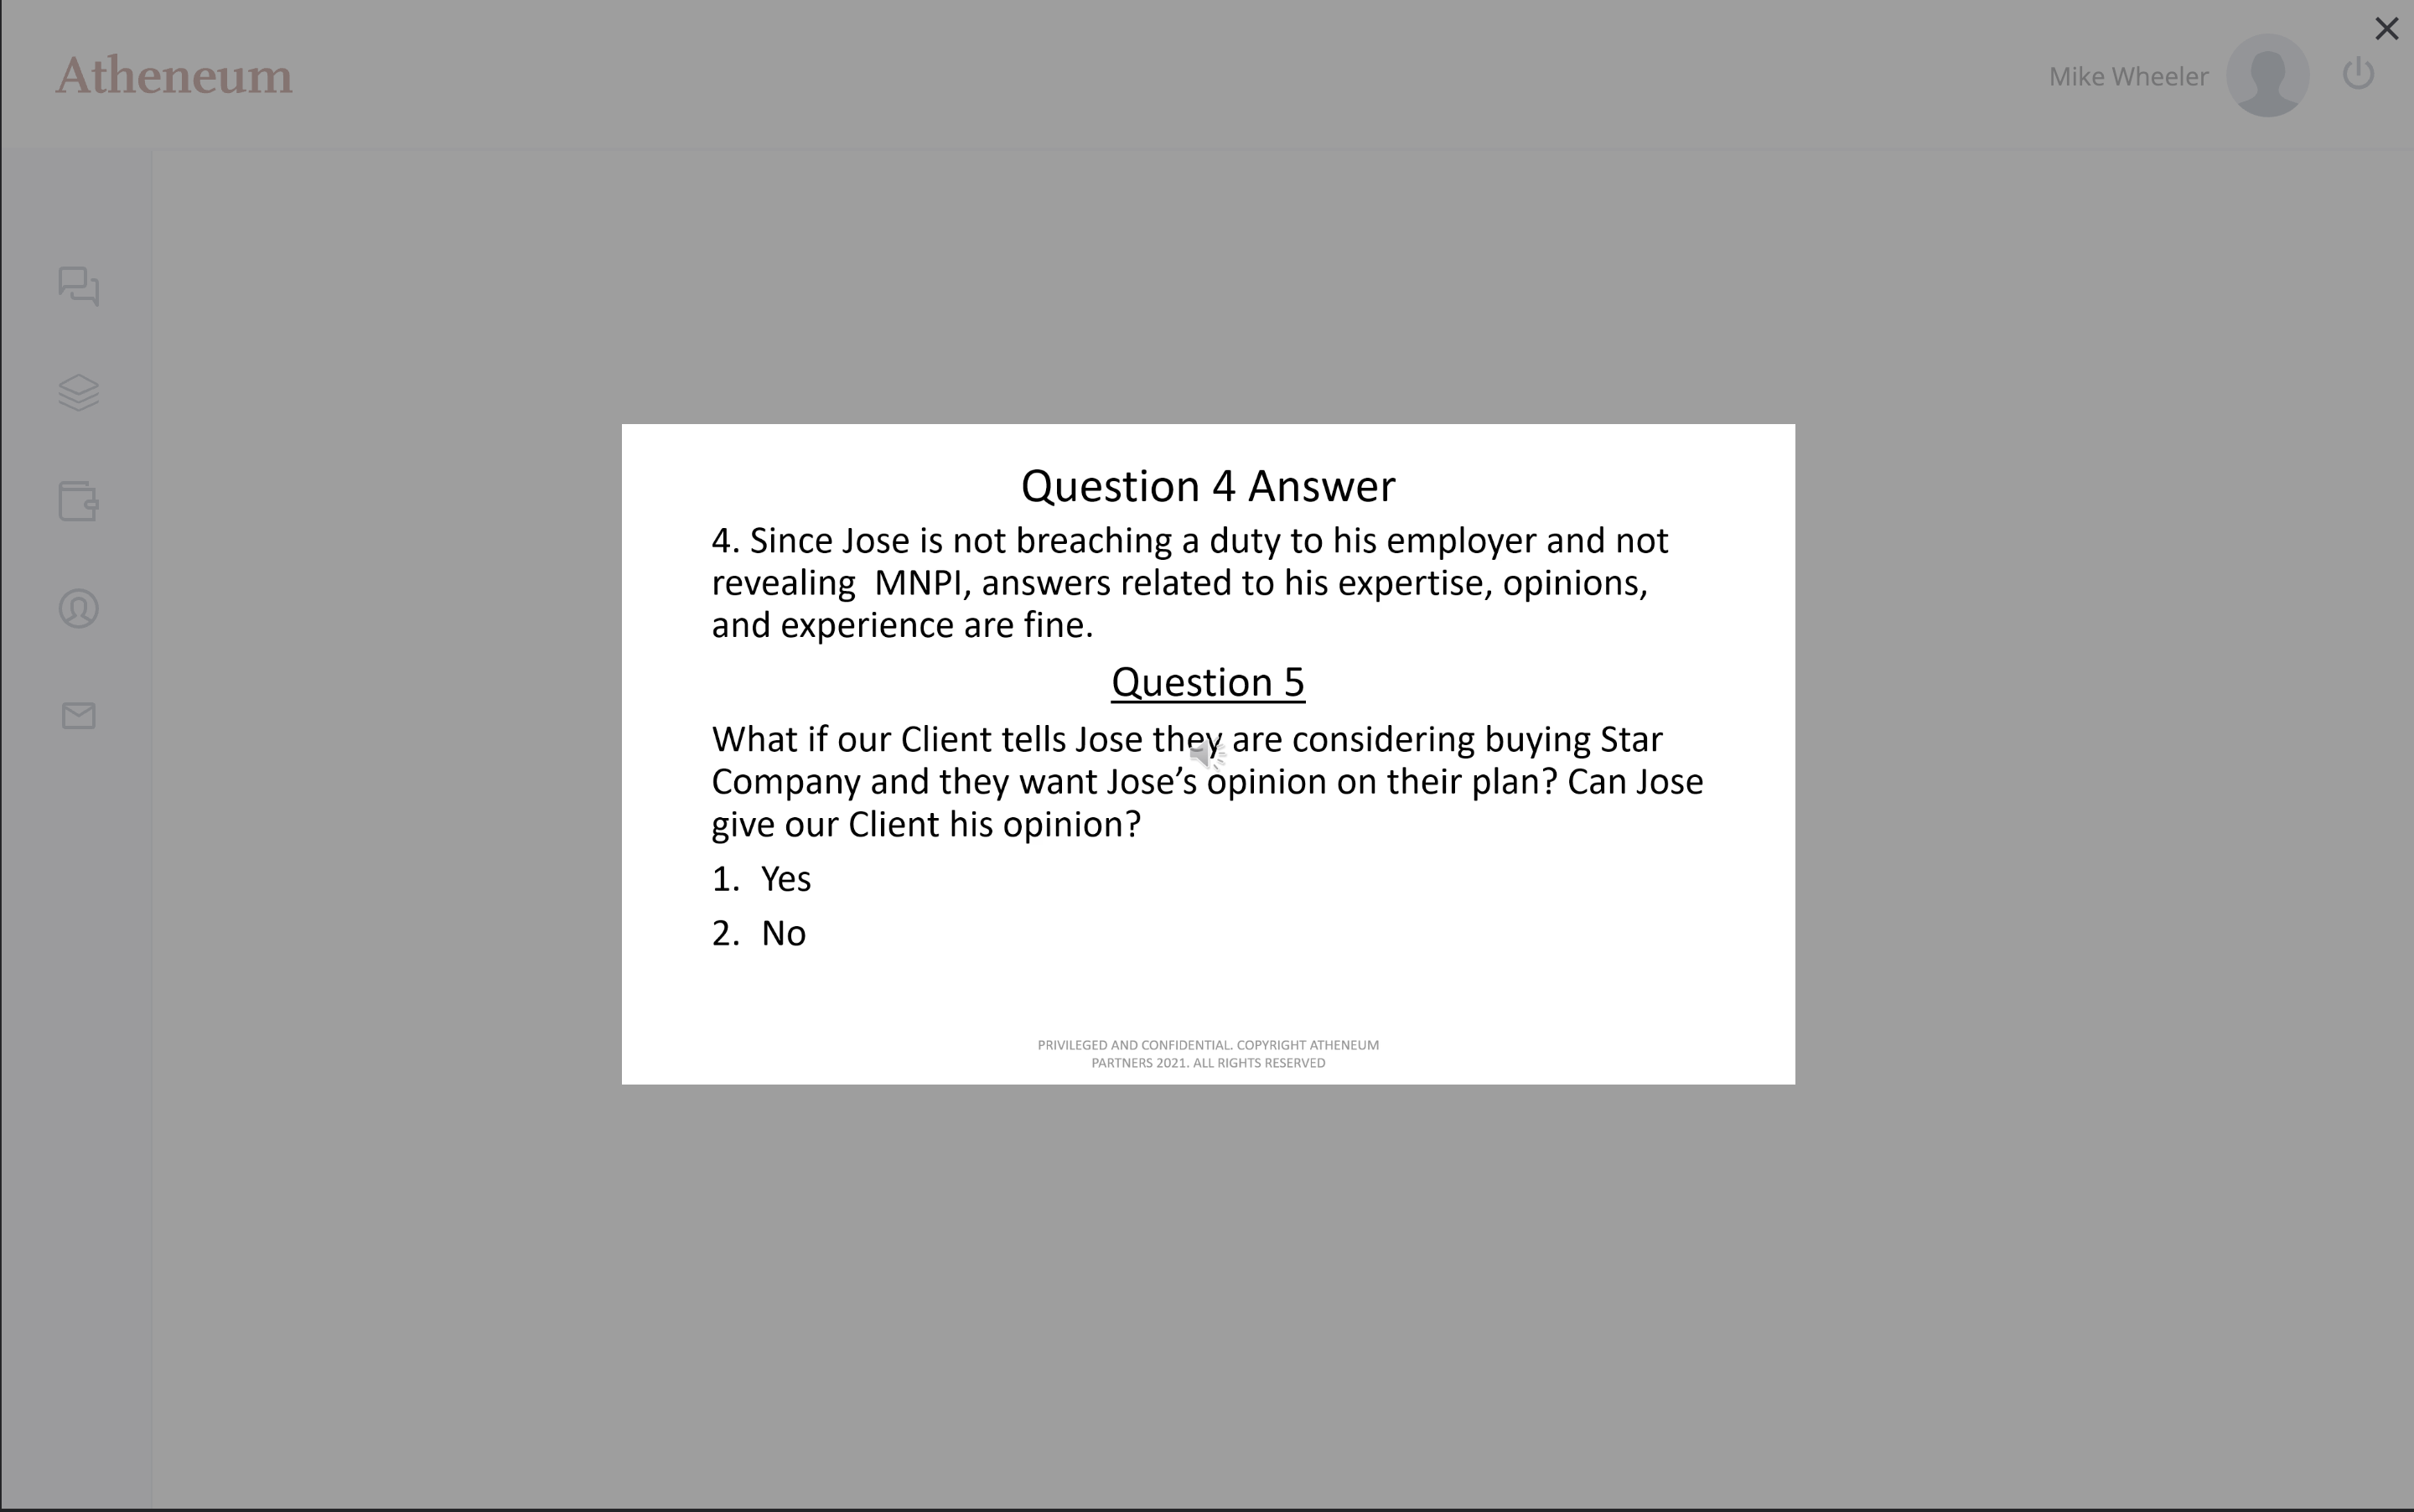 Atheneum
Mike Wheeler
Question 4 Answer
4. Since Jose is not breaching a duty to his employer and not
revealing  MNPI, answers related to his expertise, opinions,
and experience are fine.
Question 5
What if our Client tells Jose they are considering buying Star
Company and they want Jose’s opinion on their plan? Can Jose
give our Client his opinion?
1. Yes
2. No
PRIVILEGED AND CONFIDENTIAL. COPYRIGHT ATHENEUM
PARTNERS 2021. ALL RIGHTS RESERVED